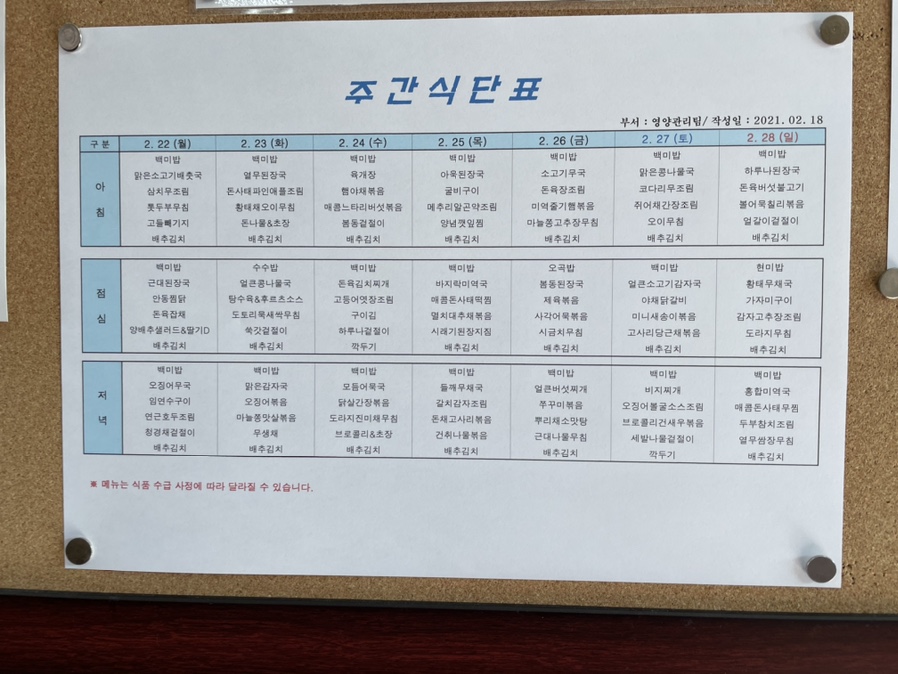 주간식단표
부서 : 영양관리팀/ 작성일 : 2021. 02. 18
구분 2. 22 (월) 2. 23 (화) 2. 24 (수) 2. 25 (목) 2. 26 (금) 2. 27 (토) 2. 28 (일)
아침
백미밥 백미밥 백미밥 백미밥 백미밥 백미밥 백미밥
맑은소고기배춧국 열무된장국 육개장 아욱된장국 소고기무국 맑은콩나물국 하루나된장국
삼치무조림 돈사태파인애플조림 햄야채볶음 굴비구이 돈육장조림 코다리무조림 돈육버섯불고기
톳두부무침 황태채오이무침 매콤느타리버섯볶음 메추리알곤약조림 미역줄기햄볶음 쥐어채간장조림 볼어묵칠리볶음
고들빼기지 돈나물&초장 봄동겉절이 양념깻잎찜 마늘쫑고추장무침 오이무침 얼갈이겉절이
배추김치 배추김치 배추김치 배추김치 배추김치 배추김치 배추김치
점심
백미밥 수수밥 백미밥 백미밥 오곡밥 백미밥 현미밥
근대된장국 얼큰콩나물국 돈육김치찌개 바지락미역국 봄동된장국 얼큰소고기감자국 황태무채국
안동찜닭 탕수육&후르츠소스 고등어엿장조림 매콤돈사태떡찜 제육볶음 야채닭갈비 가자미구이
돈육잡채 도토리묵새싹무침 구이김 멸치대추채볶음 사각어묵볶음 미니새송이볶음 감자고추장조림
양배추샐러드&딸기D 쑥갓겉절이 하루나겉절이 시래기된장지짐 시금치무침 고사리당근채볶음 도라지무침
배추김치 배추김치 깍두기 배추김치 배추김치 배추김치 배추김치
저녁
백미밥 백미밥 백미밥 백미밥 백미밥 백미밥 백미밥
오징어무국 맑은감자국 모듬어묵국 들깨무채국 얼큰버섯찌개 비지찌개 홍합미역국
임연수구이 오징어볶음 닭살간장볶음 갈치감자조림 쭈꾸미볶음 오징어볼굴소스조림 매콤돈사태무찜
연근호두조림 마늘쫑맛살볶음 도라지진미채무침 돈채고사리볶음 뿌리채소맛탕 브로콜리건새우볶음 두부참치조림
청경채겉절이 무생채 브로콜리&초장 건취나물볶음 근대나물무침 세발나물겉절이 열무쌈장무침
배추김치 배추김치 배추김치 배추김치 배추김치 깍두기 배추김치
※ 메뉴는 식품 수급 사정에 따라 달라질 수 있습니다.